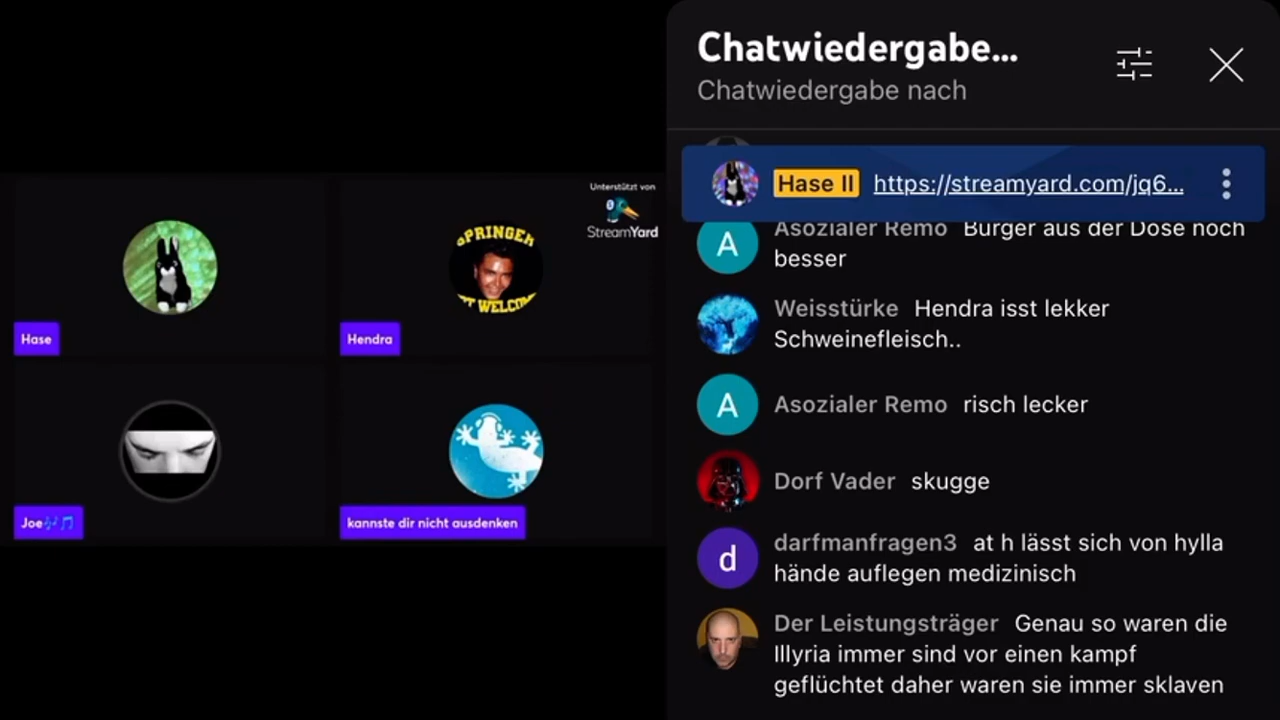 Unterstützt von
StreamYard
SPRINGER
Hase
Hendra
Joe🎶🎵
kannste dir nicht ausdenken
Chatwiedergabe...
Chatwiedergabe nach
Hase II https://streamyard.com/jq6...
Asozialer Remo Burger aus der Dose noch
besser
Weisstürke Hendra isst lekker
Schweinefleisch..
A
Asozialer Remo risch lecker
Dorf Vader skugge
d
darfmanfragen3 at h lässt sich von hylla
hände auflegen medizinisch
Der Leistungsträger Genau so waren die
Illyria immer sind vor einen kampf
geflüchtet daher waren sie immer sklaven